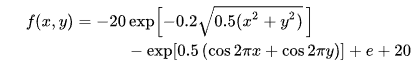 f(x, y) = −20 exp[−0.2√(0.5(x² + y²))]
− exp[0.5 (cos 2πx + cos 2πy)] + e + 20